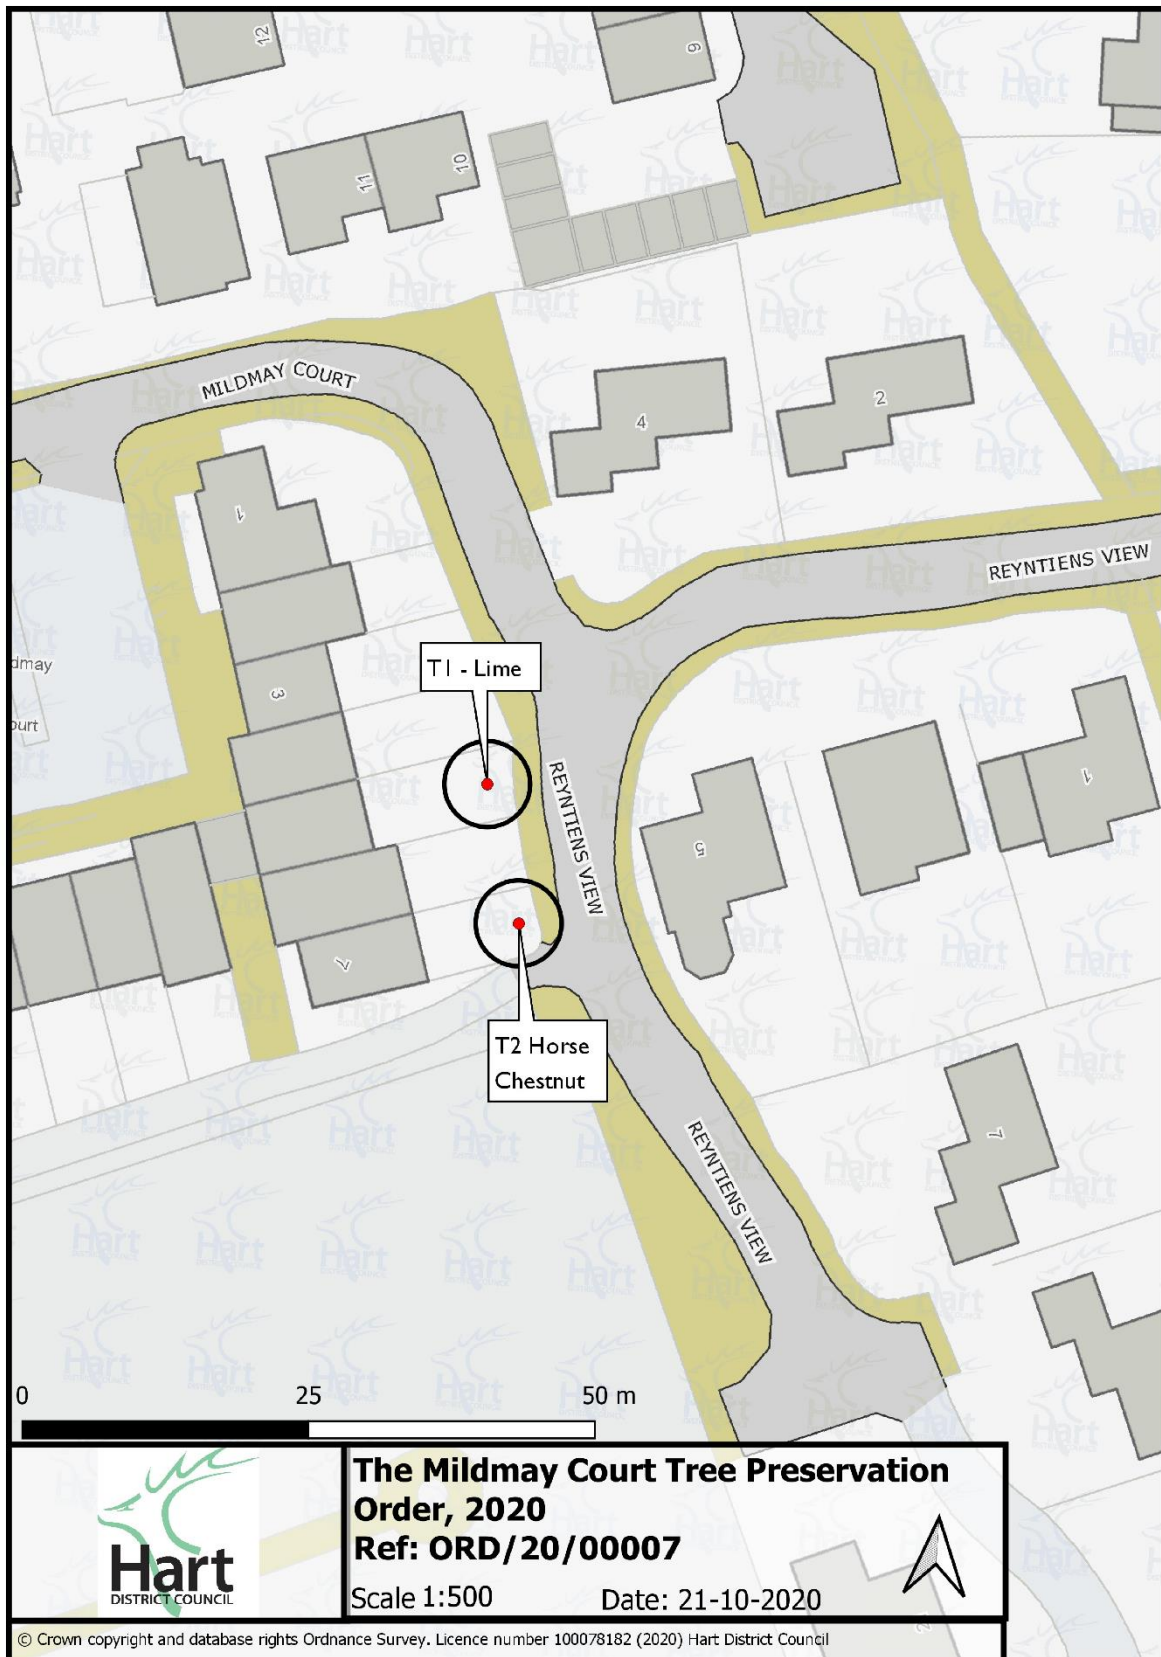 12
9
Hart
11
10
MILDMAY COURT
4
2
1
REYNTIENS VIEW
T1 - Lime
dmay
3
ourt
REYNTIENS VIEW
1
5
7
T2 Horse
Chestnut
7
REYNTIENS VIEW
0 25 50 m
The Mildmay Court Tree Preservation
Order, 2020
Ref: ORD/20/00007
Hart
DISTRICT COUNCIL
Scale 1:500 Date: 21-10-2020
© Crown copyright and database rights Ordnance Survey. Licence number 100078182 (2020) Hart District Council